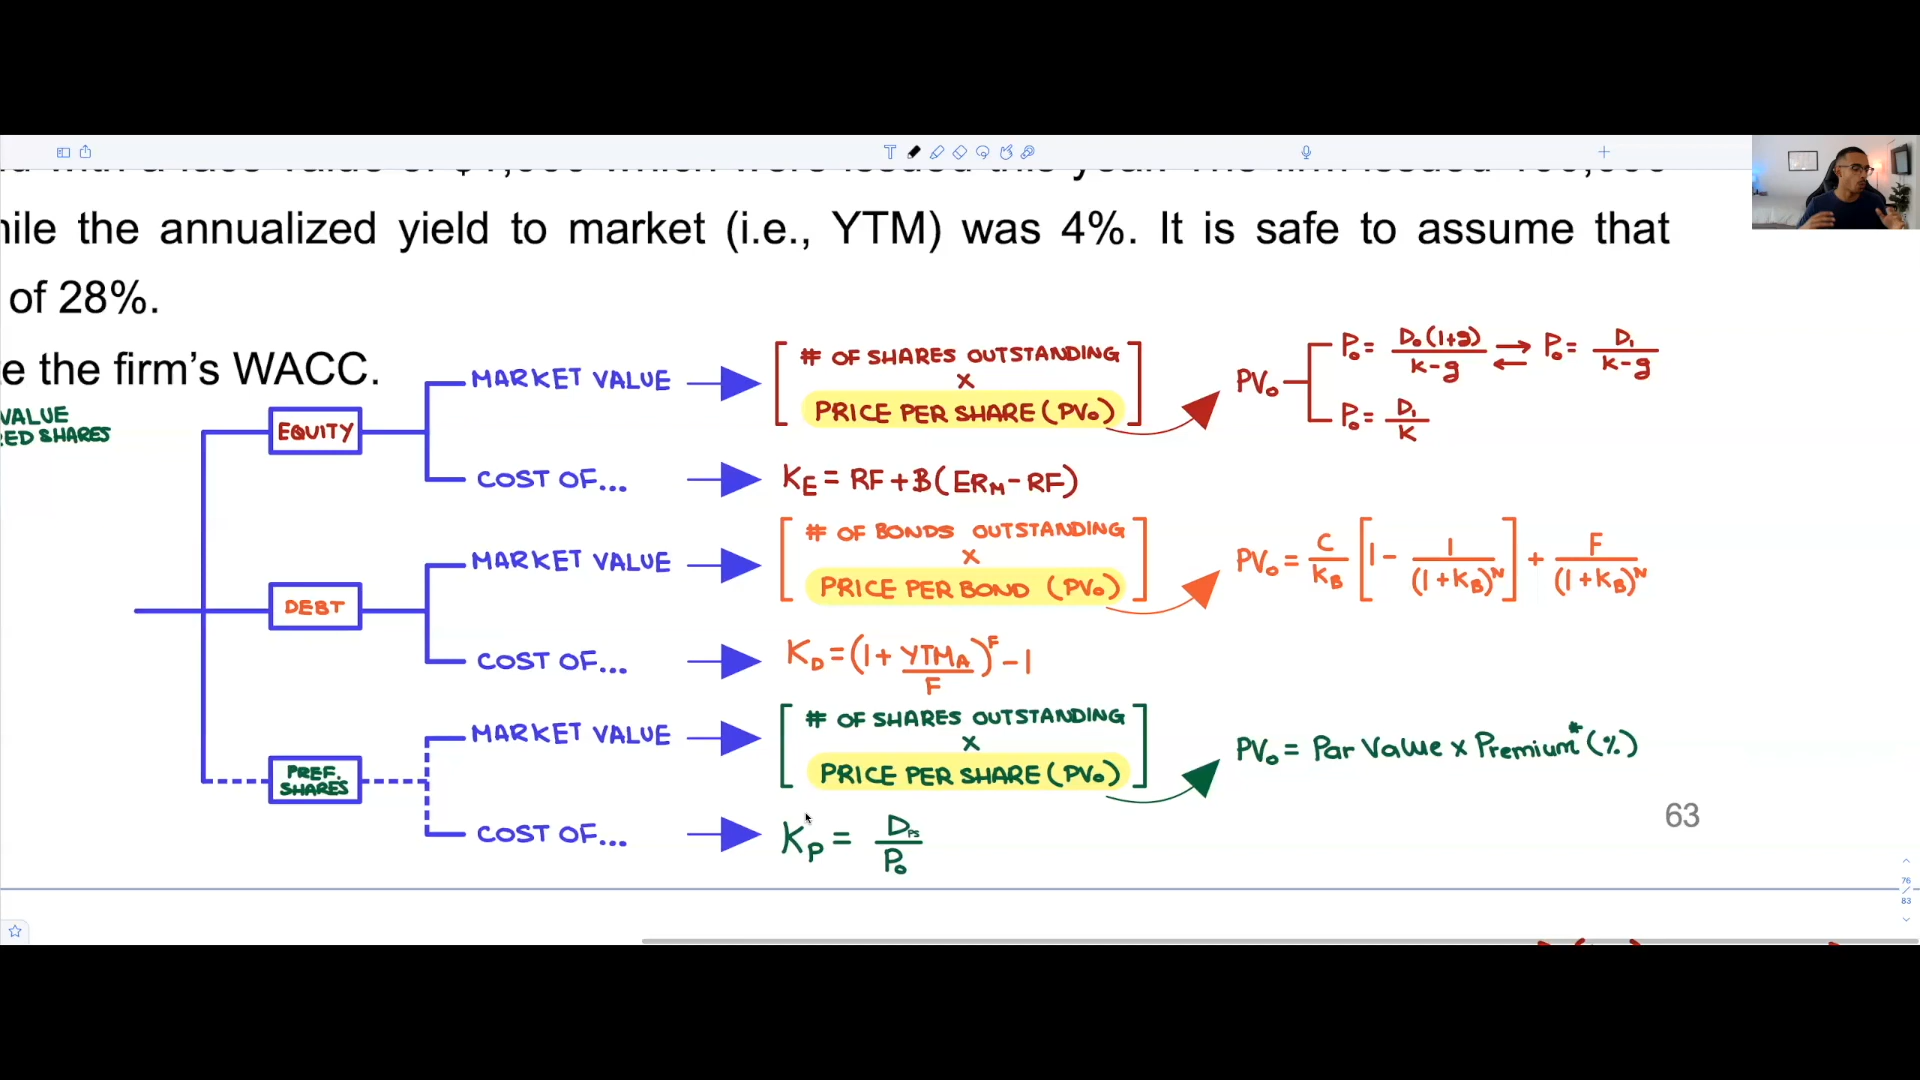 hile the annualized yield to market (i.e., YTM) was 4%. It is safe to assume that
of 28%.
e the firm's WACC.
VALUE
ED SHARES
EQUITY
MARKET VALUE
[ # OF SHARES OUTSTANDING
X
PRICE PER SHARE (PV₀) ]
PV₀
P₀ = D₀(1+g) / K-g ⇄ P₀ = D₁ / K-g
P₀ = D₁ / K
COST OF...
K_E = RF + B(ER_M - RF)
DEBT
MARKET VALUE
[ # OF BONDS OUTSTANDING
X
PRICE PER BOND (PV₀) ]
PV₀ = C / K_B [1 - 1 / (1+K_B)^N] + F / (1+K_B)^N
COST OF...
K_D = (1 + YTM_A / F)^F - 1
PREF.
SHARES
MARKET VALUE
[ # OF SHARES OUTSTANDING
X
PRICE PER SHARE (PV₀) ]
PV₀ = Par Value x Premium* (%)
COST OF...
K_P = D_PS / P₀
63
76
/
83